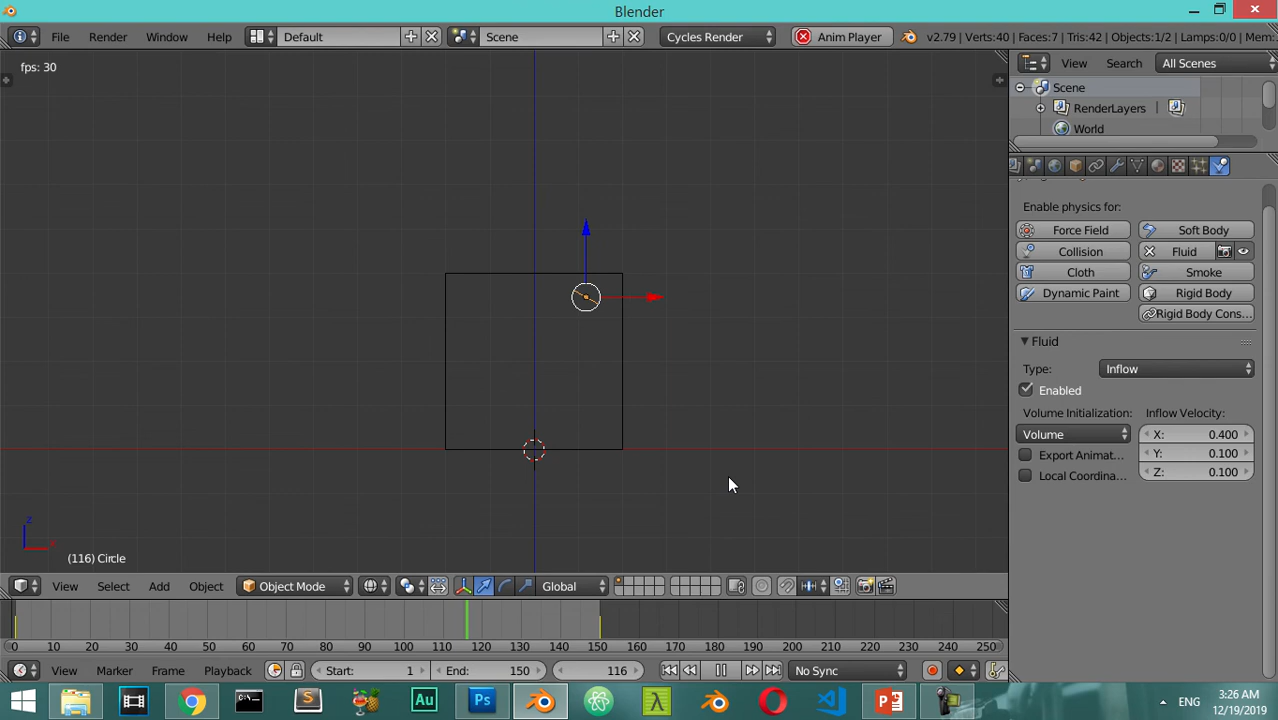 Blender
File Render Window Help Default Scene Cycles Render Anim Player v2.79 | Verts:40 | Faces:7 | Tris:42 | Objects:1/2 | Lamps:0/0 | Mem:
fps: 30
View Search All Scenes
Scene
RenderLayers
World
Enable physics for:
Force Field Soft Body
Collision Fluid
Cloth Smoke
Dynamic Paint Rigid Body
Rigid Body Cons...
Fluid
Type: Inflow
Enabled
Volume Initialization: Inflow Velocity:
Volume X: 0.400
Export Animat... Y: 0.100
Local Coordina... Z: 0.100
z
x
(116) Circle
View Select Add Object Object Mode Global
0 10 20 30 40 50 60 70 80 90 100 110 120 130 140 150 160 170 180 190 200 210 220 230 240 250
View Marker Frame Playback Start: 1 End: 150 116 No Sync
Au Ps ENG 3:26 AM
12/19/2019